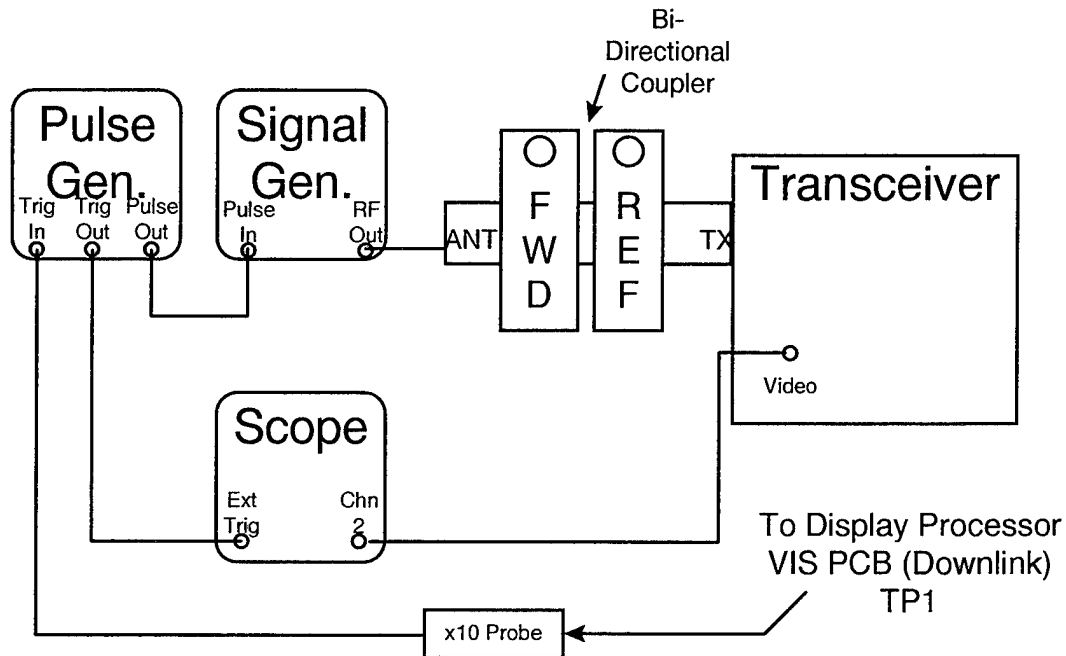 Bi-
Directional
Coupler
Pulse
Gen.
Trig
In
Trig
Out
Pulse
Out
Signal
Gen.
Pulse
In
RF
Out
ANT
F
W
D
R
E
F
TX
Transceiver
Video
Scope
Ext
Trig
Chn
2
To Display Processor
VIS PCB (Downlink)
TP1
x10 Probe